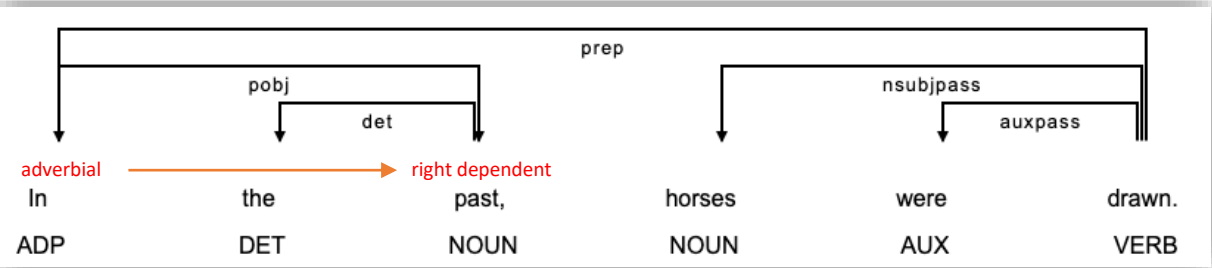 prep
pobj nsubjpass
det auxpass
adverbial right dependent
In the past, horses were drawn.
ADP DET NOUN NOUN AUX VERB